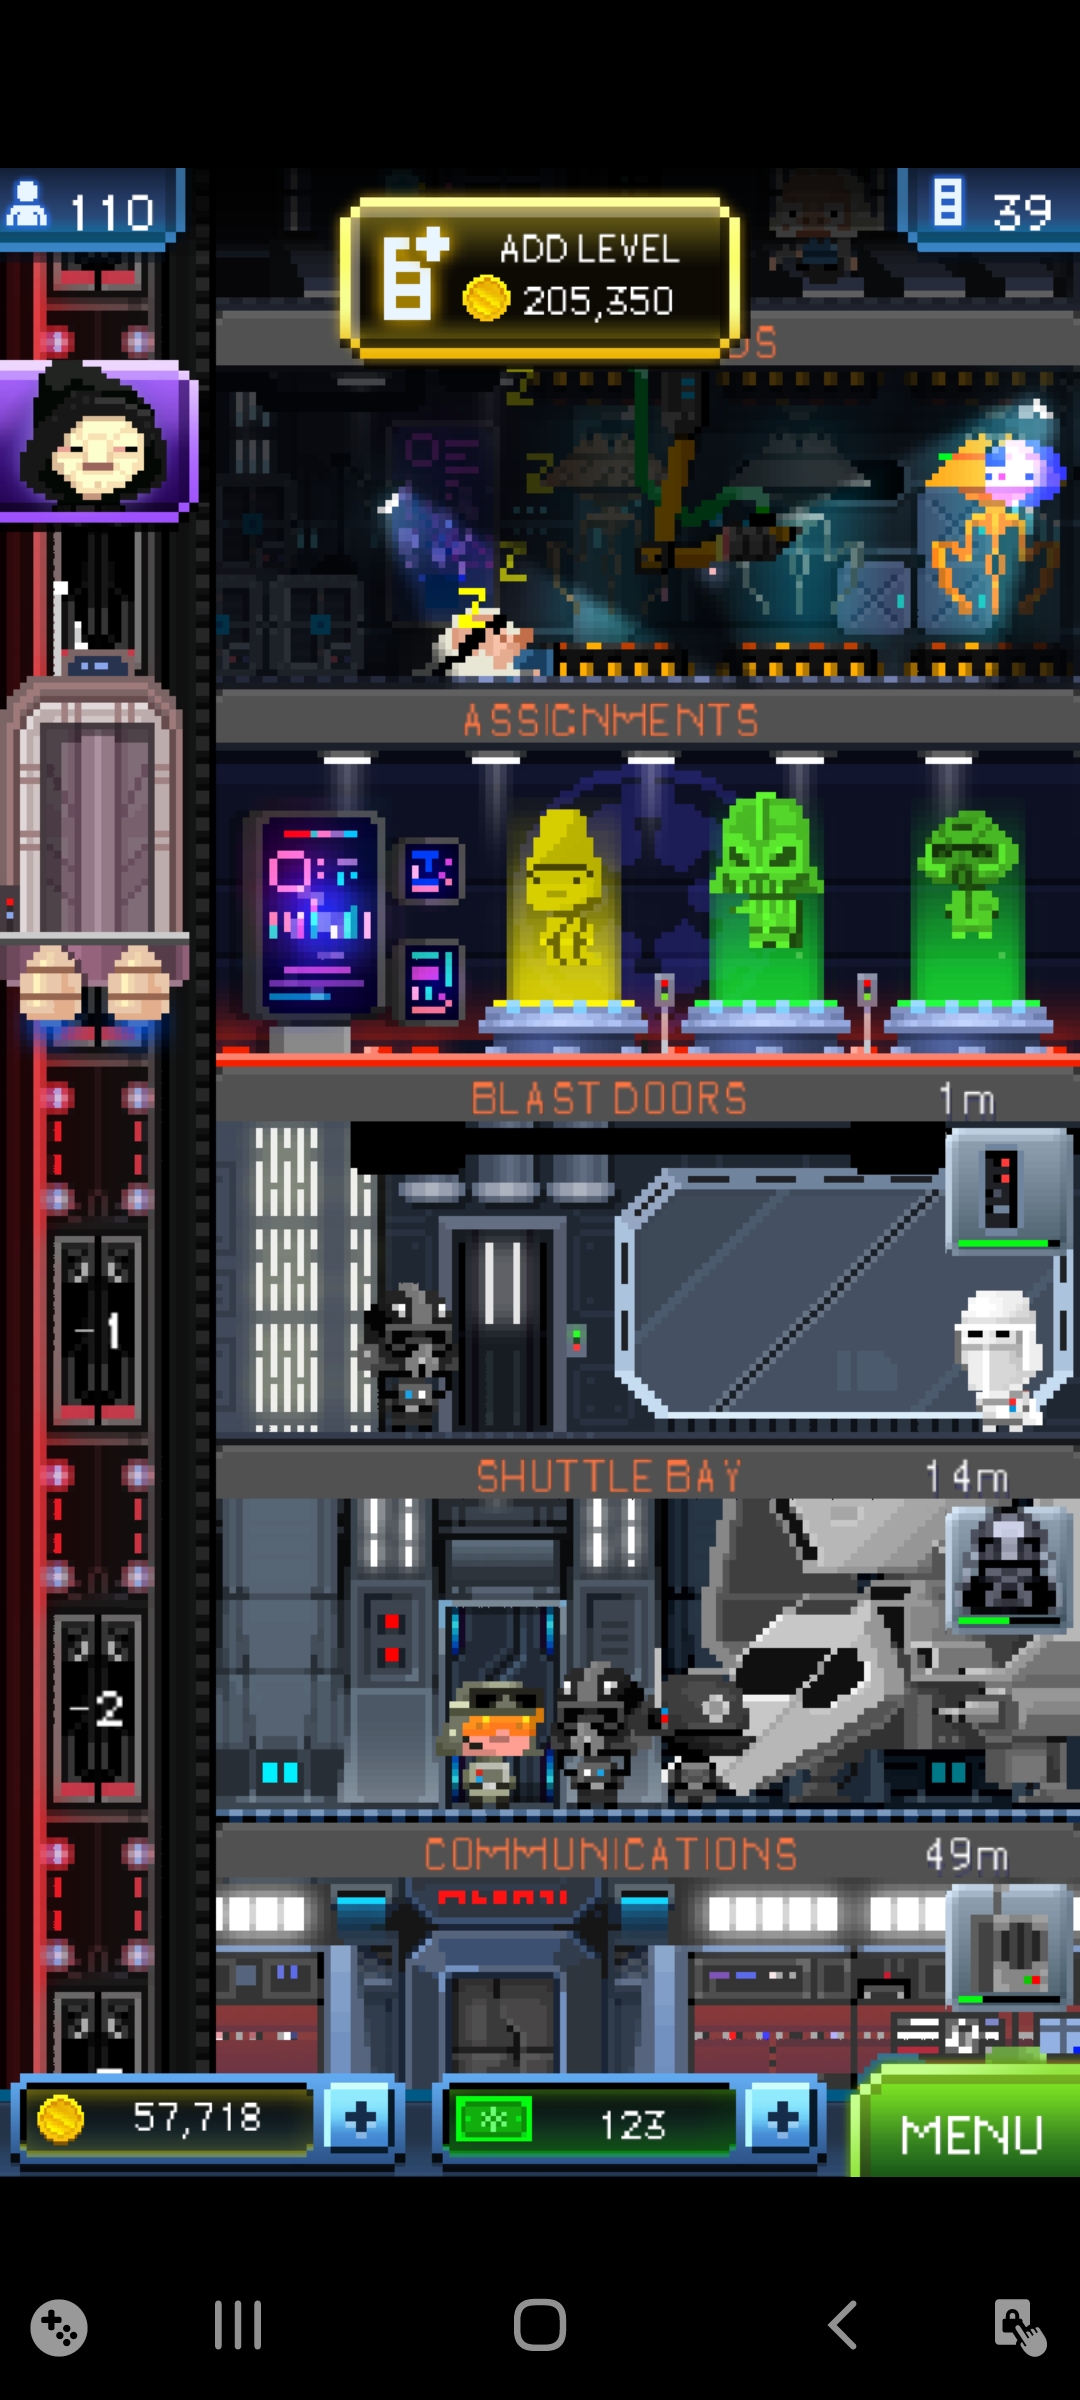 110
39
ADD LEVEL
205,350
DS
Z
Z
Z
Z
ASSIGNMENTS
BLAST DOORS 1m
-1
SHUTTLE BAY 14m
-2
COMMUNICATIONS 49m
57,718
123
MENU